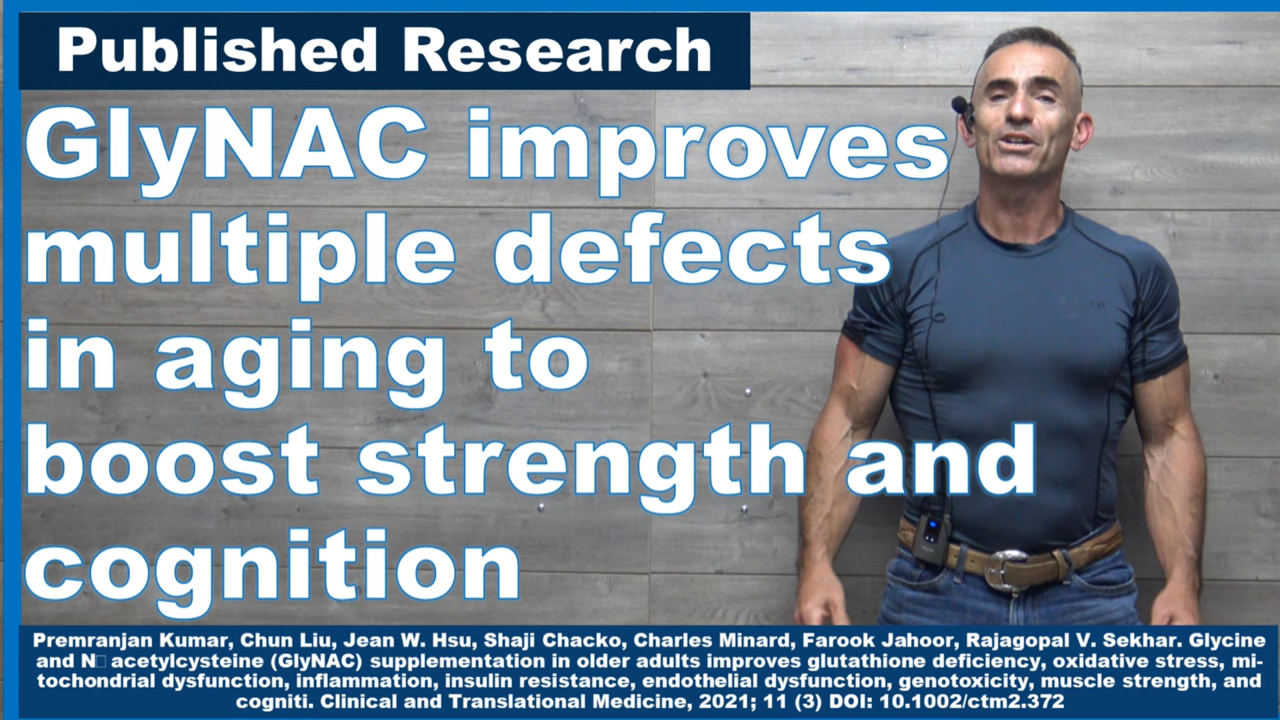 Published Research
GlyNAC improves
multiple defects
in aging to
boost strength and
cognition
Premranjan Kumar, Chun Liu, Jean W. Hsu, Shaji Chacko, Charles Minard, Farook Jahoor, Rajagopal V. Sekhar. Glycine
and N□ acetylcysteine (GlyNAC) supplementation in older adults improves glutathione deficiency, oxidative stress, mi-
tochondrial dysfunction, inflammation, insulin resistance, endothelial dysfunction, genotoxicity, muscle strength, and
cogniti. Clinical and Translational Medicine, 2021; 11 (3) DOI: 10.1002/ctm2.372